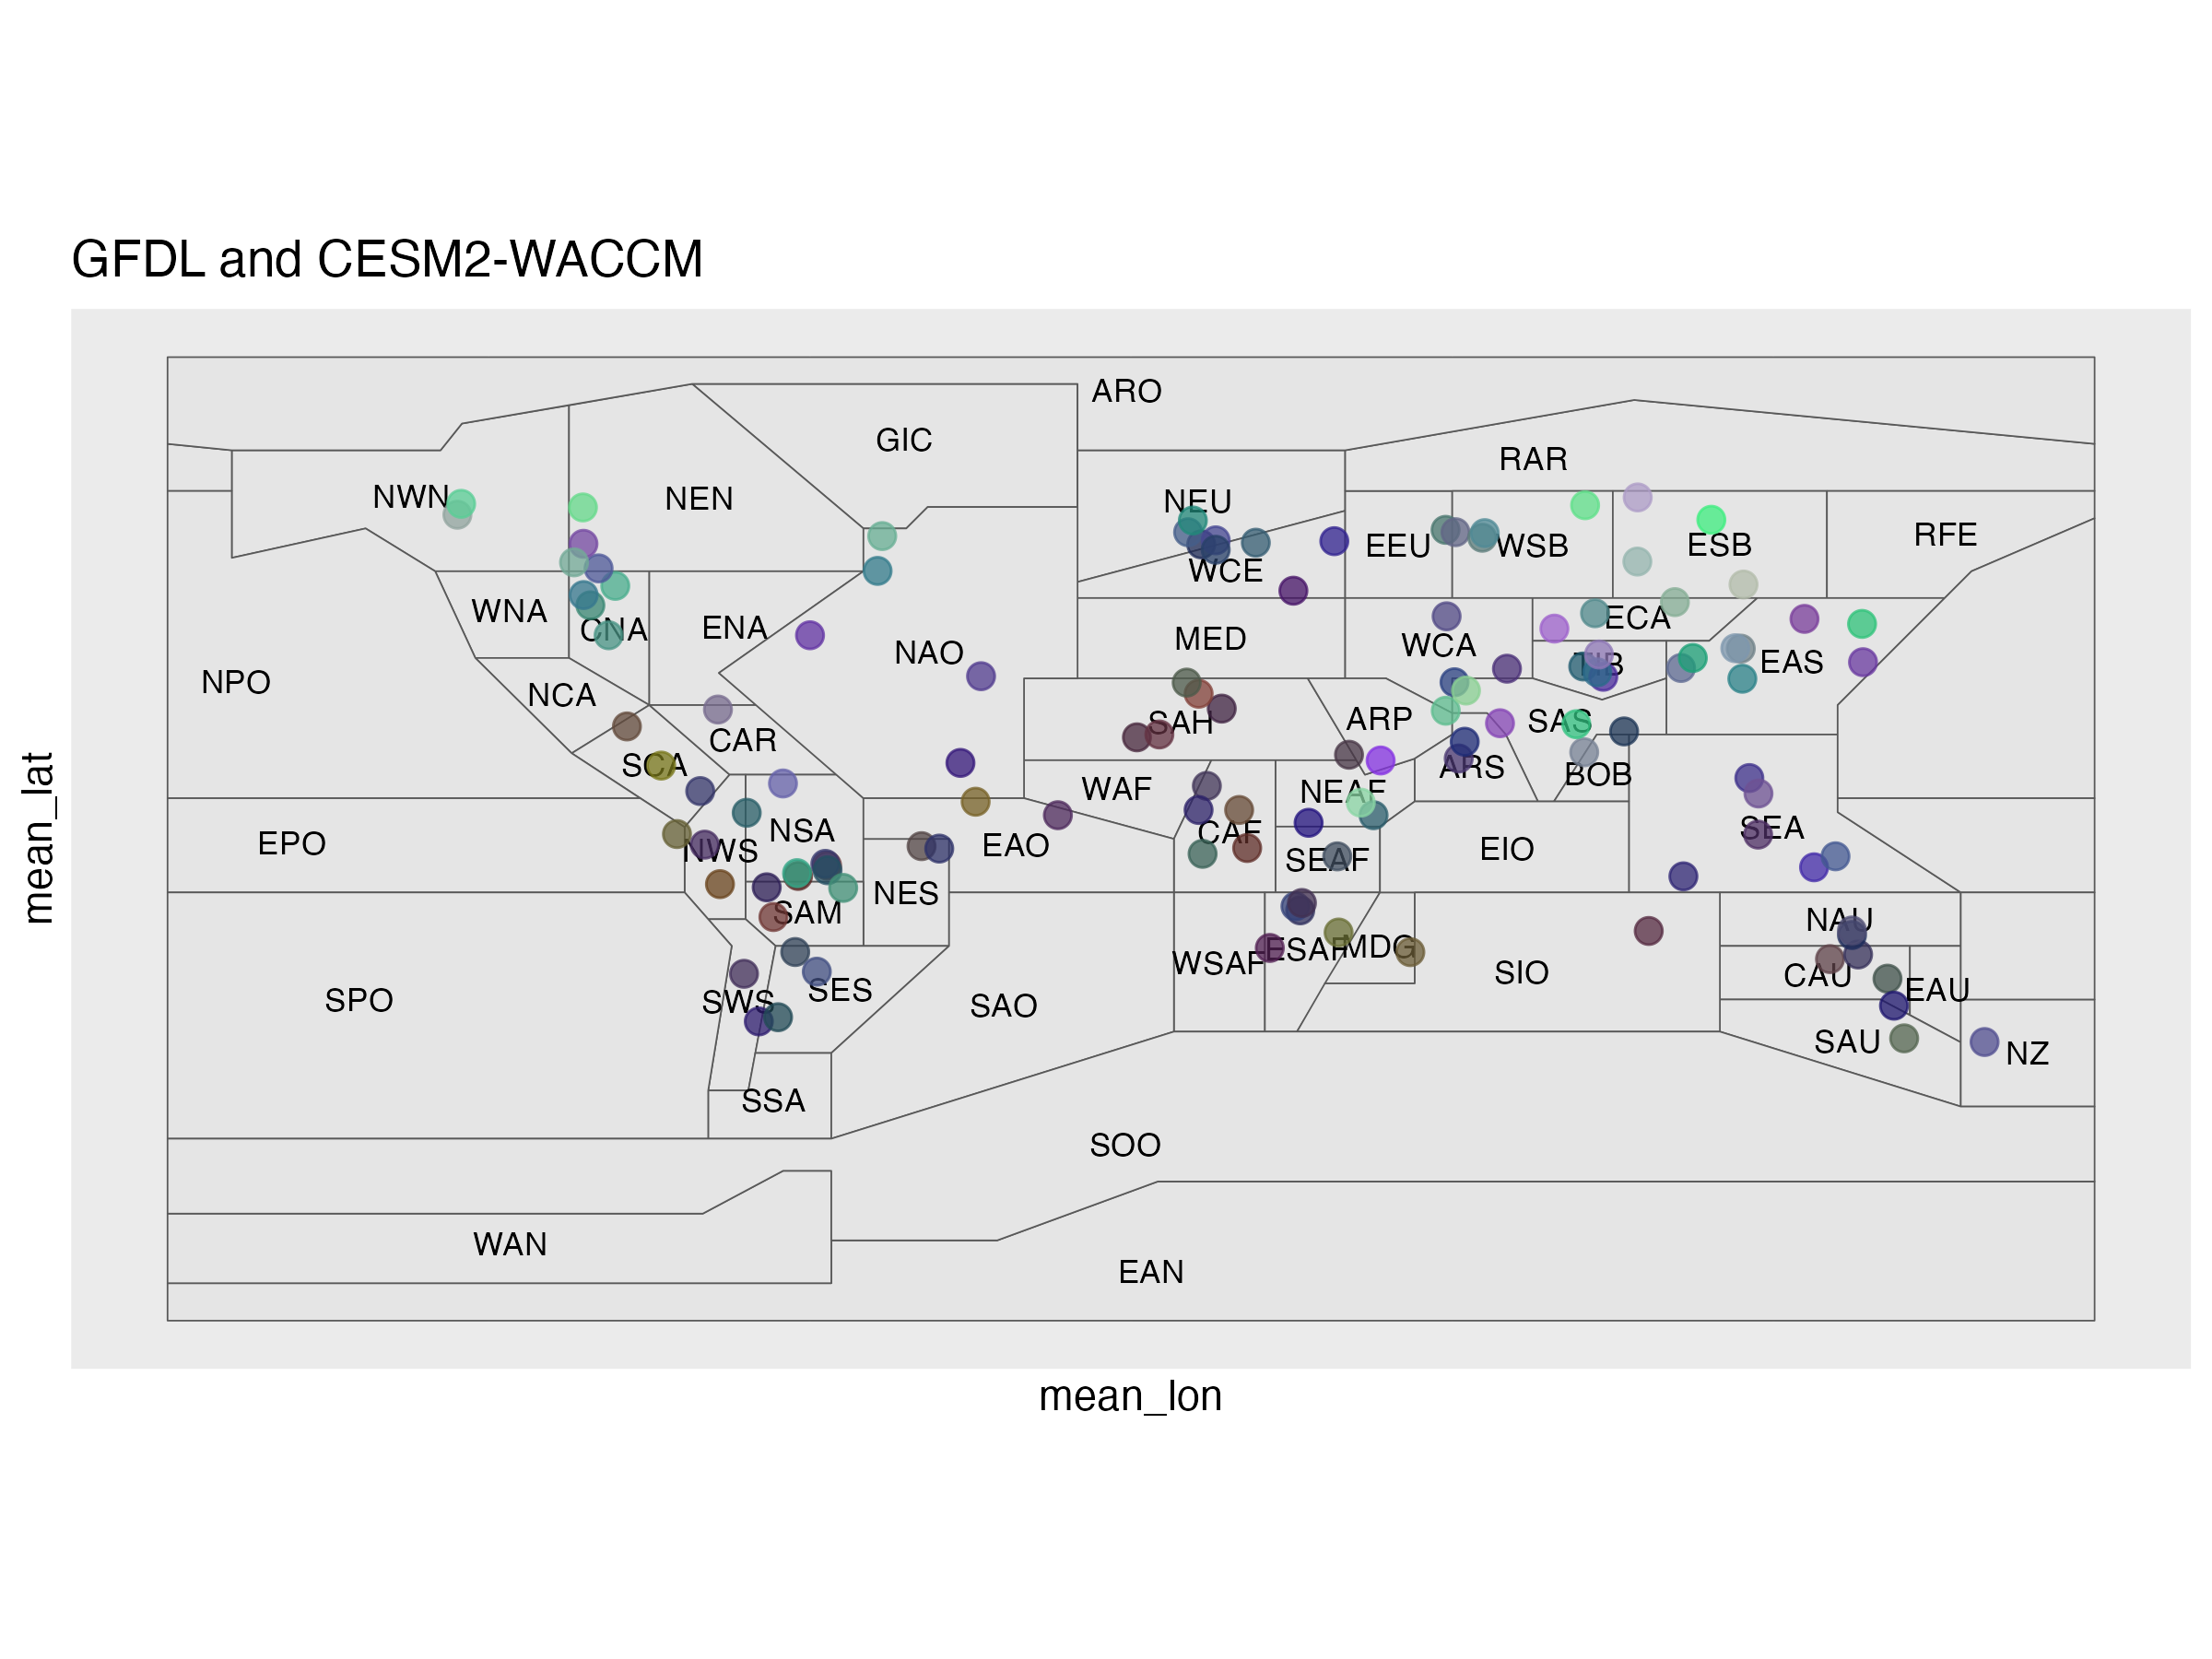 GFDL and CESM2-WACCM
ARO
GIC
RAR
NWN
NEN
NEU
RFE
EEU
WSB
ESB
WCE
WNA
CNA
ENA
ECA
MED
WCA
NAO
TIB
EAS
NPO
NCA
SAH
ARP
SAS
CAR
SCA
ARS
BOB
WAF
NEAF
NSA
CAF
SEA
EPO
NWS
EAO
EIO
SEAF
NES
SAM
NAU
ESAF
MDG
WSAF
SIO
CAU
EAU
SES
SPO
SWS
SAO
SAU
NZ
SSA
SOO
WAN
EAN
mean_lat
mean_lon